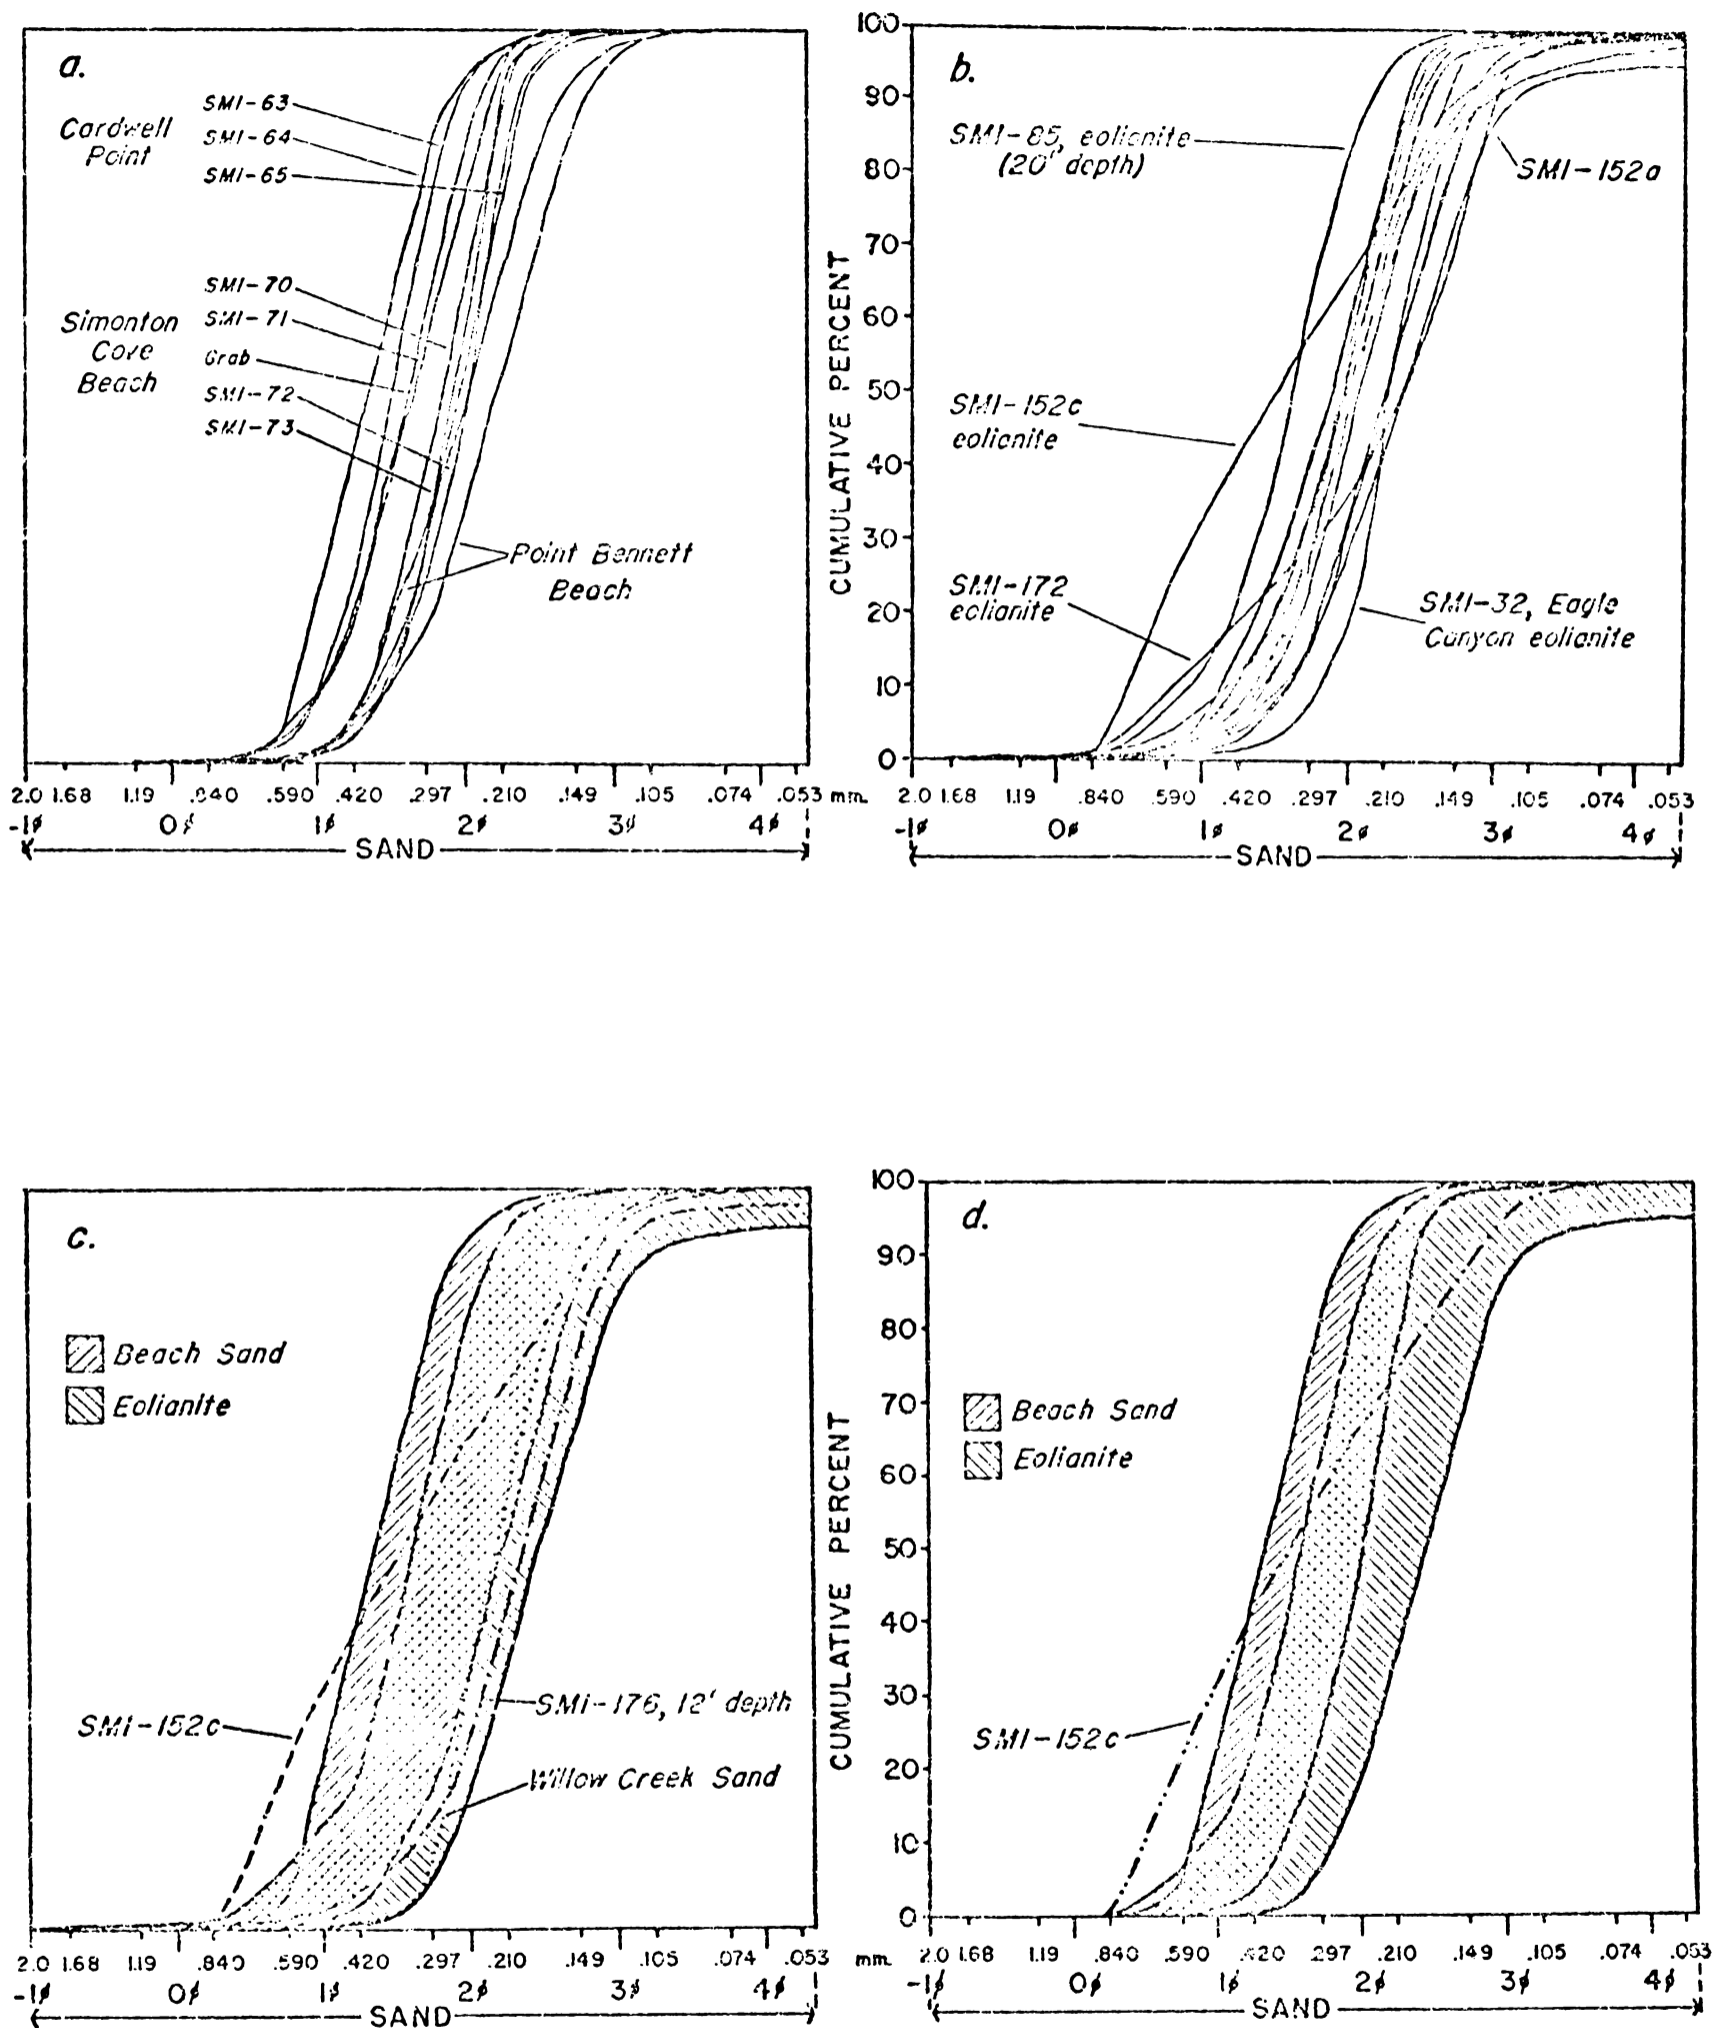 a.
Cardwell
Point
SMI-63
SMI-64
SMI-65
Simonton
Cove
Beach
SMI-70
SMI-71
Grab
SMI-72
SMI-73
Point Bennett
Beach
2.0 1.68 1.19 .840 .590 .420 .297 .210 .149 .105 .074 .053 mm.
-1ϕ 0ϕ 1ϕ 2ϕ 3ϕ 4ϕ
SAND
b.
CUMULATIVE PERCENT
100
90
80
70
60
50
40
30
20
10
0
SMI-85, eolianite
(20' depth)
SMI-152a
SMI-152c
eolianite
SMI-172
eolianite
SMI-32, Eagle
Canyon eolianite
2.0 1.68 1.19 .840 .590 .420 .297 .210 .149 .105 .074 .053
-1ϕ 0ϕ 1ϕ 2ϕ 3ϕ 4ϕ
SAND
c.
Beach Sand
Eolianite
SMI-152c
SMI-176, 12' depth
Willow Creek Sand
2.0 1.68 1.19 .840 .590 .420 .297 .210 .149 .105 .074 .053 mm.
-1ϕ 0ϕ 1ϕ 2ϕ 3ϕ 4ϕ
SAND
d.
CUMULATIVE PERCENT
100
90
80
70
60
50
40
30
20
10
0
Beach Sand
Eolianite
SMI-152c
2.0 1.68 1.19 .840 .590 .420 .297 .210 .149 .105 .074 .053
-1ϕ 0ϕ 1ϕ 2ϕ 3ϕ 4ϕ
SAND